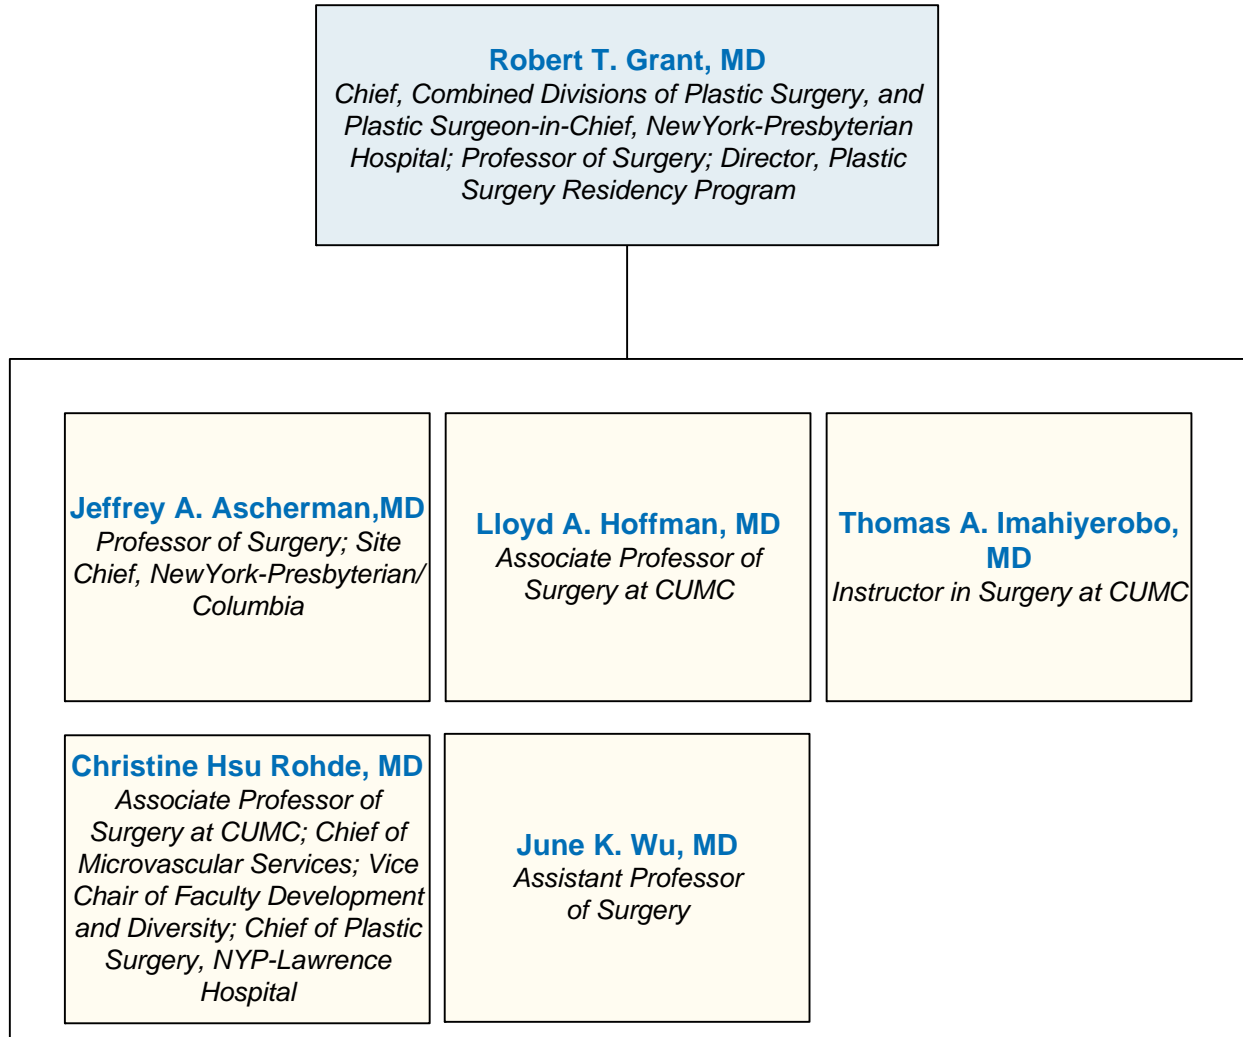 Robert T. Grant, MD
Chief, Combined Divisions of Plastic Surgery, and
Plastic Surgeon-in-Chief, NewYork-Presbyterian
Hospital; Professor of Surgery; Director, Plastic
Surgery Residency Program
Jeffrey A. Ascherman,MD
Professor of Surgery; Site
Chief, NewYork-Presbyterian/
Columbia
Lloyd A. Hoffman, MD
Associate Professor of
Surgery at CUMC
Thomas A. Imahiyerobo,
MD
Instructor in Surgery at CUMC
Christine Hsu Rohde, MD
Associate Professor of
Surgery at CUMC; Chief of
Microvascular Services; Vice
Chair of Faculty Development
and Diversity; Chief of Plastic
Surgery, NYP-Lawrence
Hospital
June K. Wu, MD
Assistant Professor
of Surgery